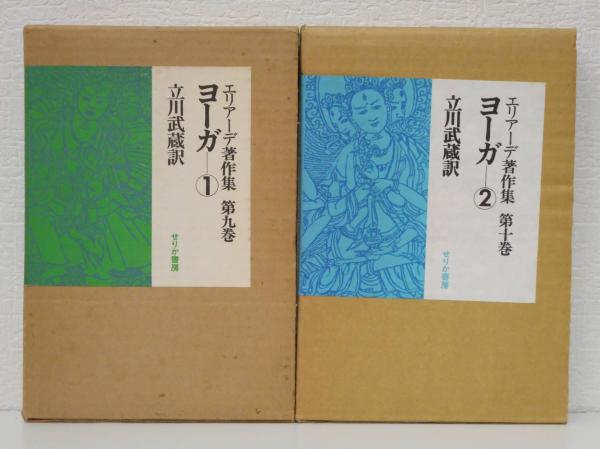 エリアーデ著作集 第九巻
ヨーガ―①
立川武蔵訳
せりか書房
エリアーデ著作集 第十巻
ヨーガ―②
立川武蔵訳
せりか書房